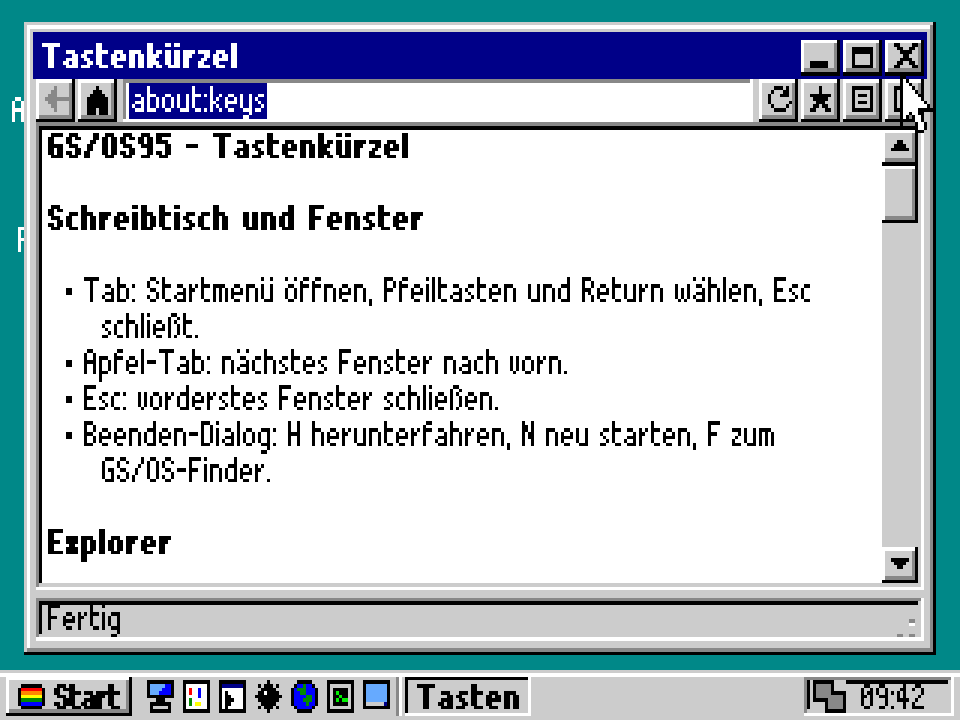 Tastenkürzel
about:keys
GS/OS95 - Tastenkürzel
Schreibtisch und Fenster
• Tab: Startmenü öffnen, Pfeiltasten und Return wählen, Esc
schließt.
• Apfel-Tab: nächstes Fenster nach vorn.
• Esc: vorderstes Fenster schließen.
• Beenden-Dialog: H herunterfahren, N neu starten, F zum
GS/OS-Finder.
Explorer
Fertig
Start Tasten 09:42